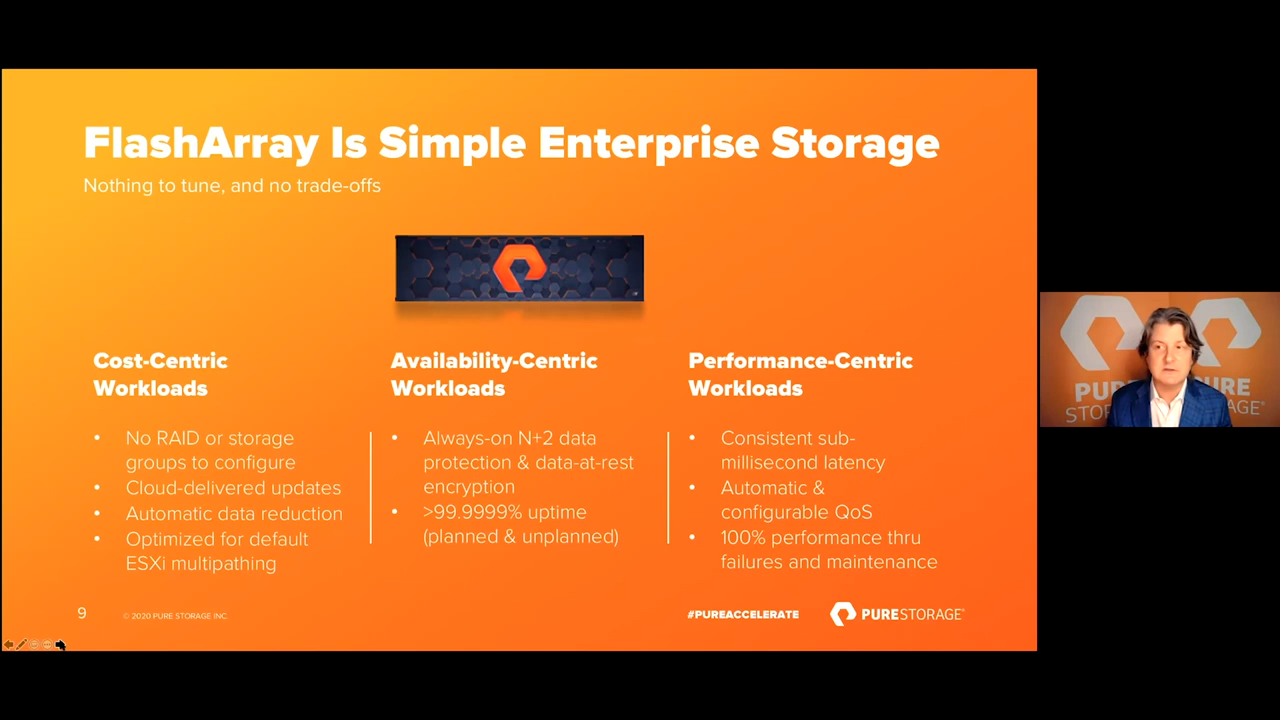 FlashArray Is Simple Enterprise Storage
Nothing to tune, and no trade-offs
Cost-Centric
Workloads
• No RAID or storage
groups to configure
• Cloud-delivered updates
• Automatic data reduction
• Optimized for default
ESXi multipathing
Availability-Centric
Workloads
• Always-on N+2 data
protection & data-at-rest
encryption
• >99.9999% uptime
(planned & unplanned)
Performance-Centric
Workloads
• Consistent sub-
millisecond latency
• Automatic &
configurable QoS
• 100% performance thru
failures and maintenance
9
© 2020 PURE STORAGE INC.
#PUREACCELERATE
PURESTORAGE®